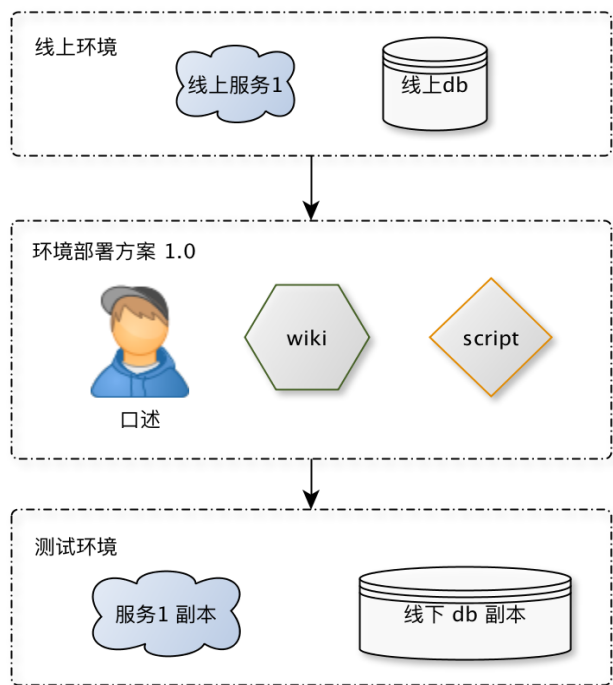 线上环境
线上服务1
线上db
环境部署方案 1.0
wiki
script
口述
测试环境
服务1 副本
线下 db 副本